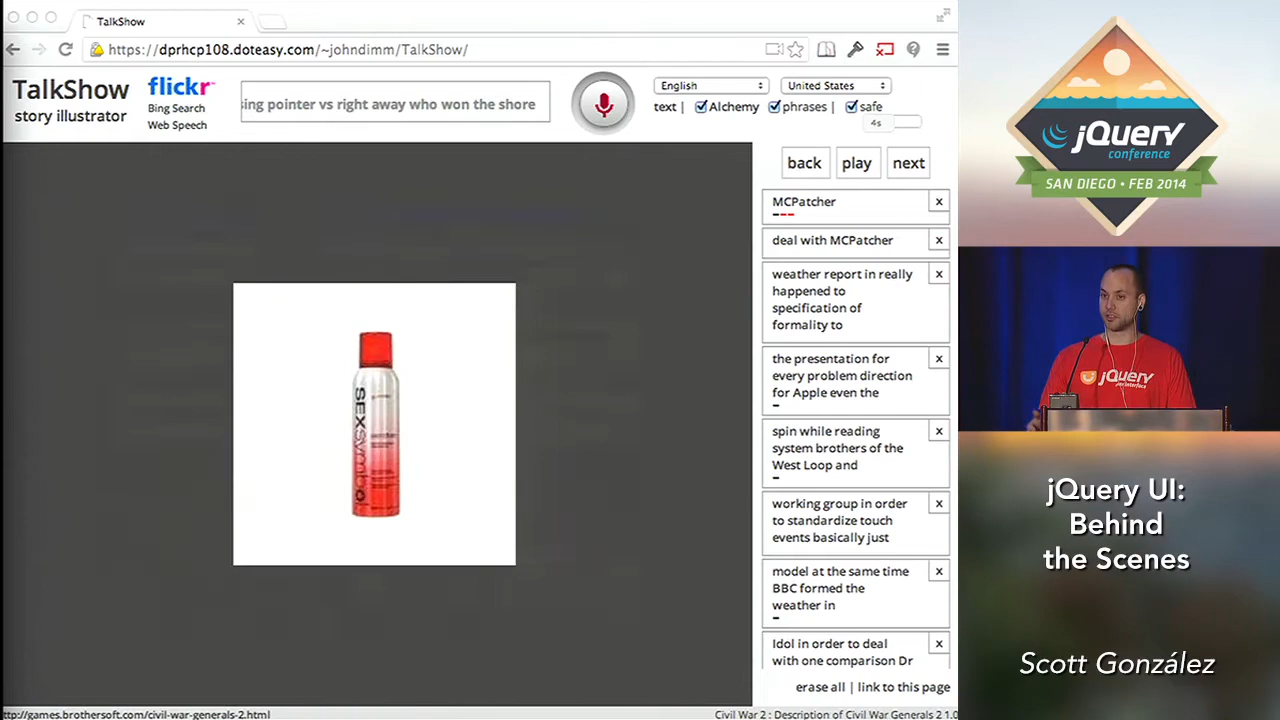 TalkShow
https://dprhcp108.doteasy.com/~johndimm/TalkShow/
TalkShow
story illustrator
flickr
Bing Search
Web Speech
sing pointer vs right away who won the shore
English
United States
text |
Alchemy
phrases |
safe
4s
back
play
next
MCPatcher
x
deal with MCPatcher
x
weather report in really
happened to
specification of
formality to
x
the presentation for
every problem direction
for Apple even the
x
spin while reading
system brothers of the
West Loop and
x
working group in order
to standardize touch
events basically just
x
model at the same time
BBC formed the
weather in
x
Idol in order to deal
with one comparison Dr
x
erase all | link to this page
ttp://games.brothersoft.com/civil-war-generals-2.html
Civil War 2 : Description of Civil War Generals 2 1.0
SEXsymbol
jQuery
conference
SAN DIEGO • FEB 2014
jQuery
jQuery UI:
Behind
the Scenes
Scott González